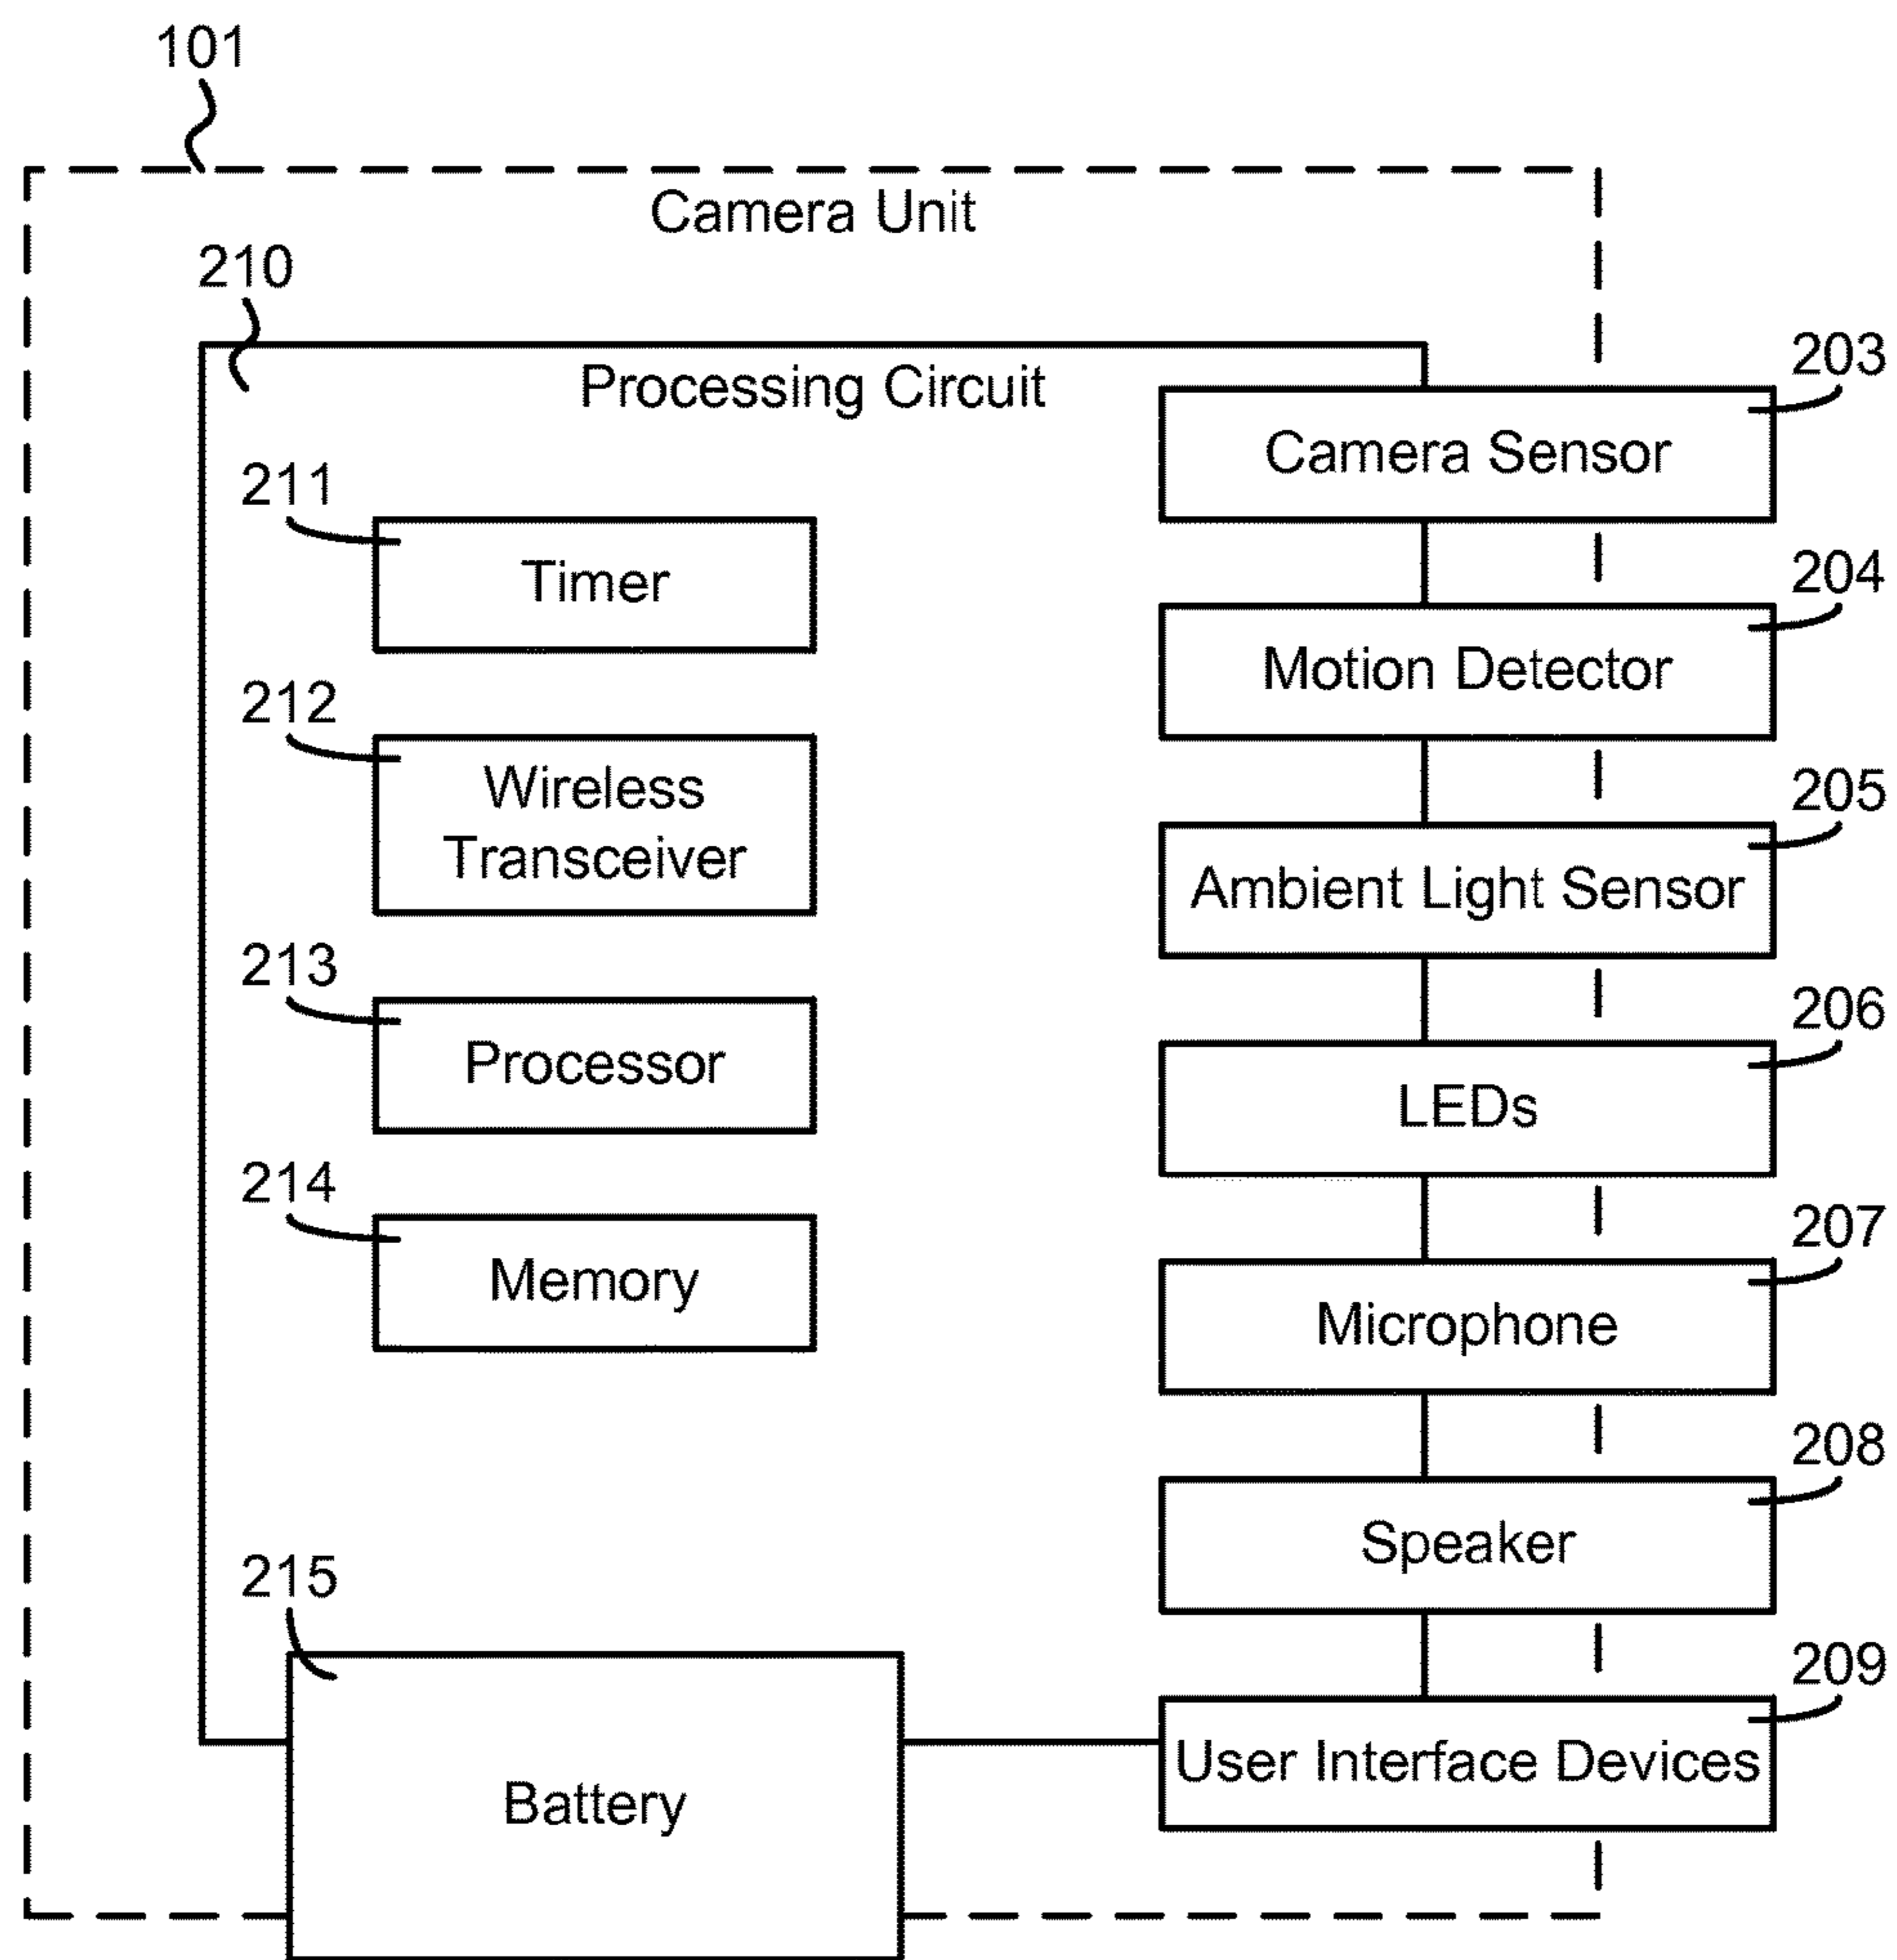 101
Camera Unit
210
Processing Circuit
203
Camera Sensor
211
Timer
204
Motion Detector
212
Wireless
Transceiver
205
Ambient Light Sensor
213
Processor
206
LEDs
214
Memory
207
Microphone
208
Speaker
215
Battery
209
User Interface Devices